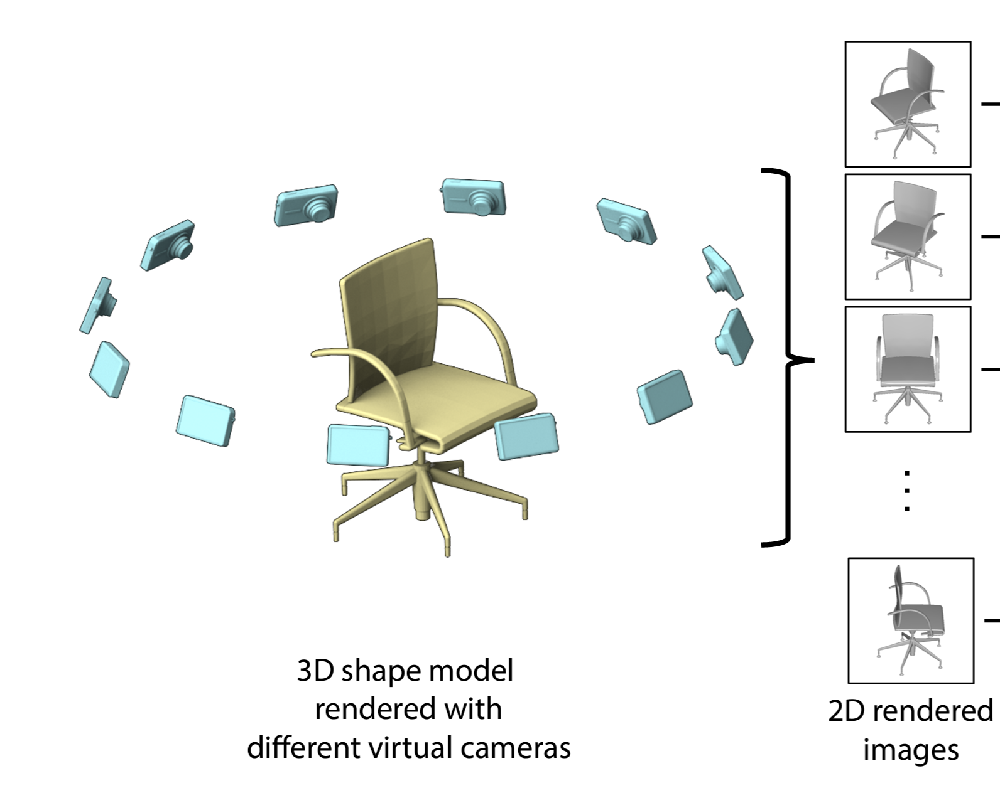 3D shape model
rendered with
different virtual cameras
2D rendered
images